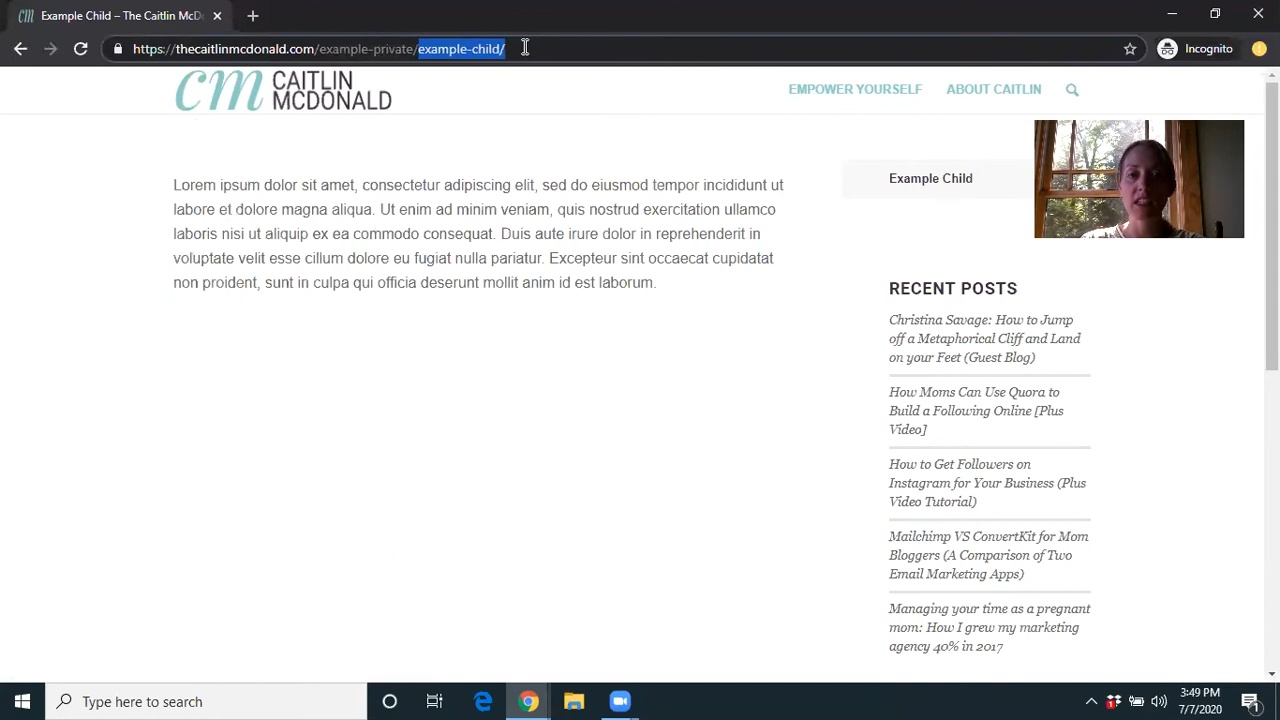 Example Child – The Caitlin McD
https://thecaitlinmcdonald.com/example-private/example-child/
Incognito
cm CAITLIN
MCDONALD
EMPOWER YOURSELF
ABOUT CAITLIN
Lorem ipsum dolor sit amet, consectetur adipiscing elit, sed do eiusmod tempor incididunt ut
labore et dolore magna aliqua. Ut enim ad minim veniam, quis nostrud exercitation ullamco
laboris nisi ut aliquip ex ea commodo consequat. Duis aute irure dolor in reprehenderit in
voluptate velit esse cillum dolore eu fugiat nulla pariatur. Excepteur sint occaecat cupidatat
non proident, sunt in culpa qui officia deserunt mollit anim id est laborum.
Example Child
RECENT POSTS
Christina Savage: How to Jump
off a Metaphorical Cliff and Land
on your Feet (Guest Blog)
How Moms Can Use Quora to
Build a Following Online [Plus
Video]
How to Get Followers on
Instagram for Your Business (Plus
Video Tutorial)
Mailchimp VS ConvertKit for Mom
Bloggers (A Comparison of Two
Email Marketing Apps)
Managing your time as a pregnant
mom: How I grew my marketing
agency 40% in 2017
Type here to search
3:49 PM
7/7/2020
1